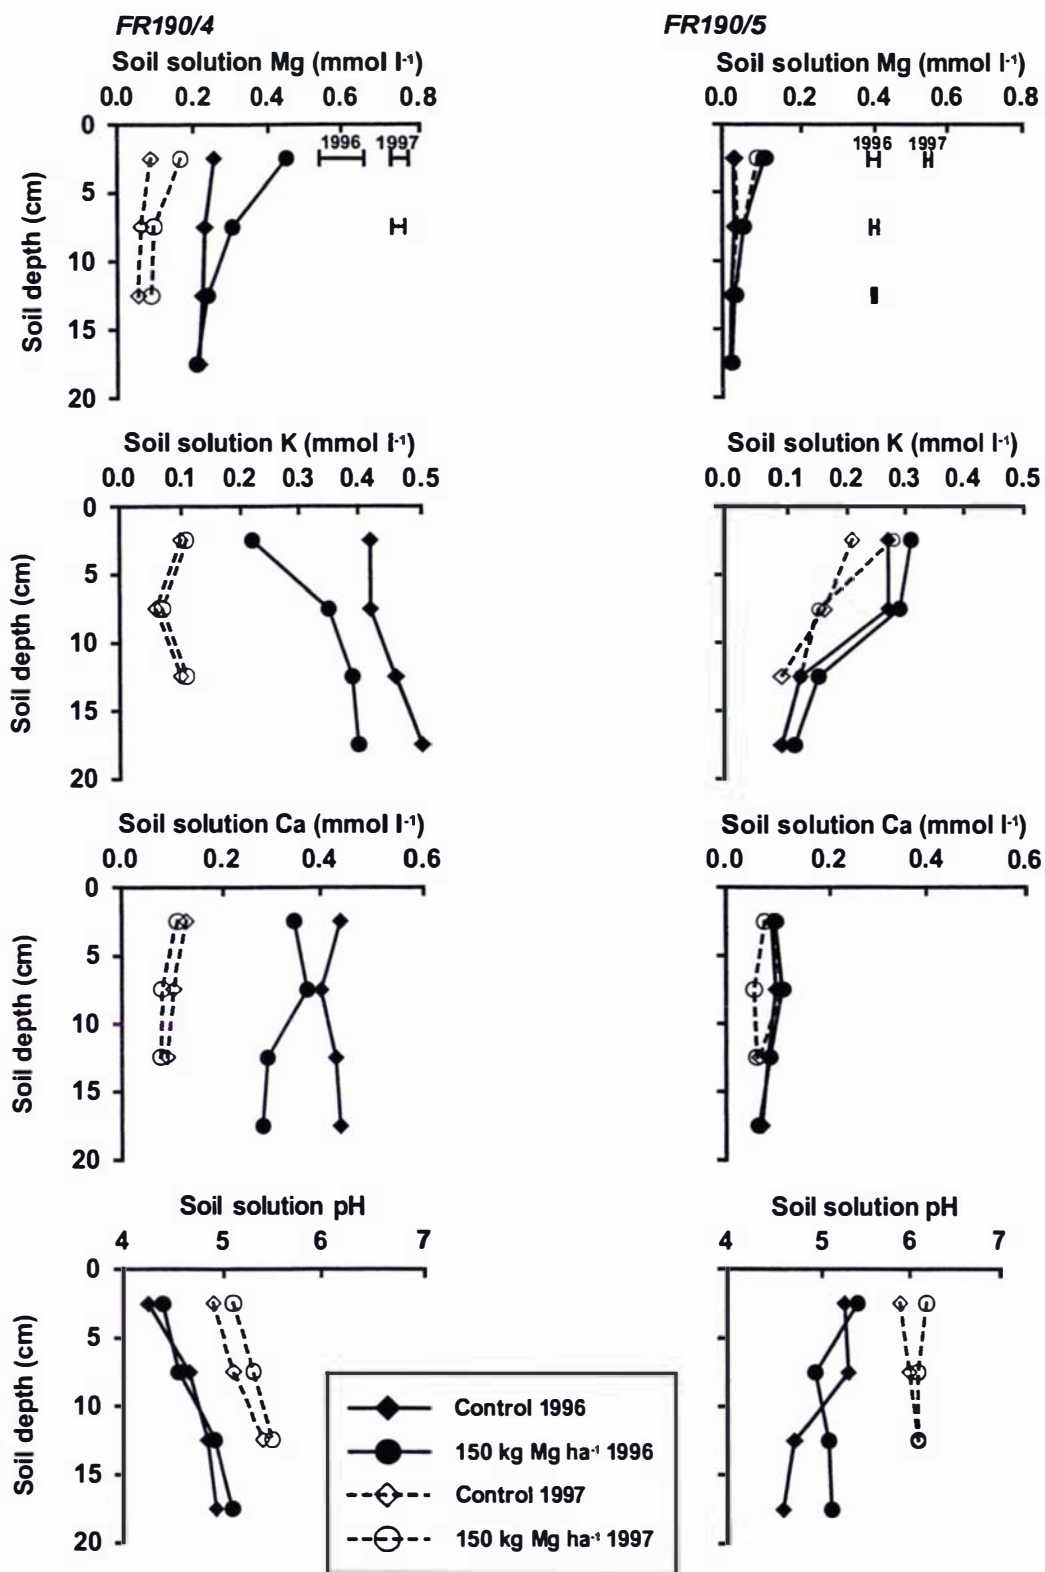 FR190/4
Soil solution Mg (mmol l-1)
0.0 0.2 0.4 0.6 0.8
1996 1997
0
5
10
15
20
Soil depth (cm)
FR190/5
Soil solution Mg (mmol l-1)
0.0 0.2 0.4 0.6 0.8
1996 1997
Soil solution K (mmol l-1)
0.0 0.1 0.2 0.3 0.4 0.5
0
5
10
15
20
Soil depth (cm)
Soil solution K (mmol l-1)
0.0 0.1 0.2 0.3 0.4 0.5
Soil solution Ca (mmol l-1)
0.0 0.2 0.4 0.6
0
5
10
15
20
Soil depth (cm)
Soil solution Ca (mmol l-1)
0.0 0.2 0.4 0.6
Soil solution pH
4 5 6 7
0
5
10
15
20
Soil depth (cm)
Soil solution pH
4 5 6 7
Control 1996
150 kg Mg ha-1 1996
Control 1997
150 kg Mg ha-1 1997